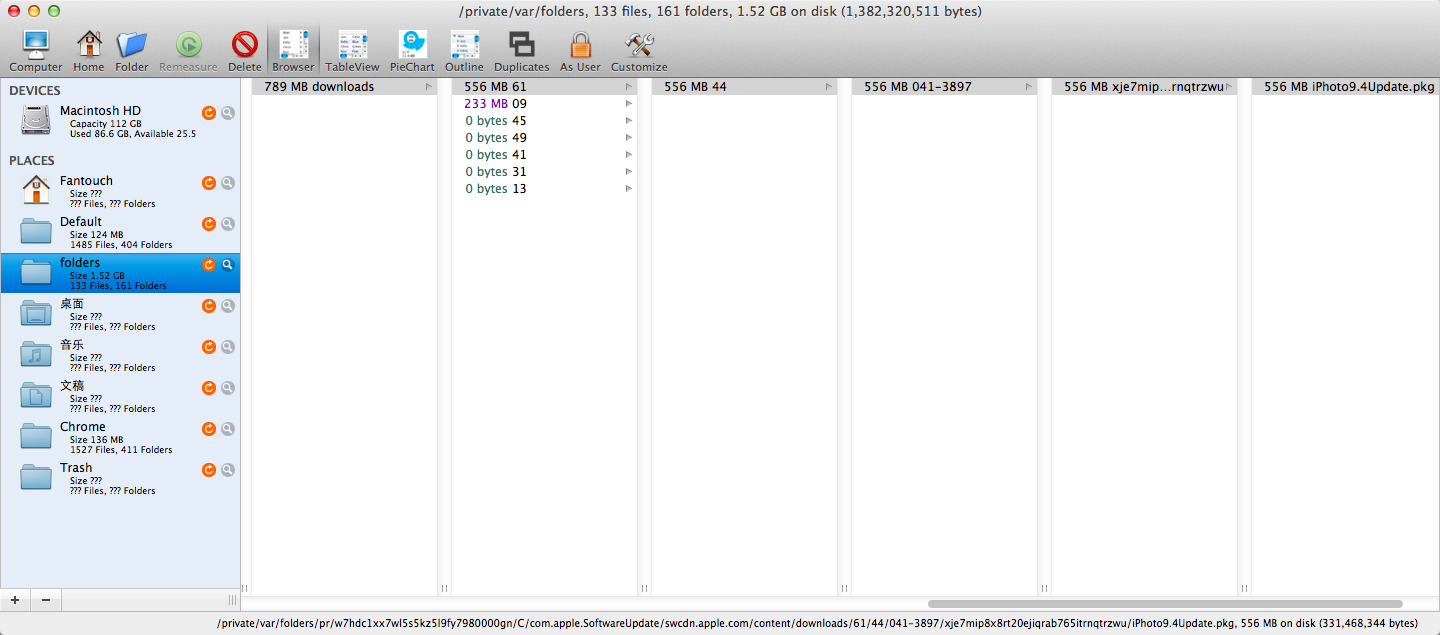 /private/var/folders, 133 files, 161 folders, 1.52 GB on disk (1,382,320,511 bytes)
Computer Home Folder Remeasure Delete Browser TableView PieChart Outline Duplicates As User Customize
DEVICES
Macintosh HD
Capacity 112 GB
Used 86.6 GB, Available 25.5
PLACES
Fantouch
Size ???
??? Files, ??? Folders
Default
Size 124 MB
1485 Files, 404 Folders
folders
Size 1.52 GB
133 Files, 161 Folders
桌面
Size ???
??? Files, ??? Folders
音乐
Size ???
??? Files, ??? Folders
文稿
Size ???
??? Files, ??? Folders
Chrome
Size 136 MB
1527 Files, 411 Folders
Trash
Size ???
??? Files, ??? Folders
789 MB downloads
556 MB 61
233 MB 09
0 bytes 45
0 bytes 49
0 bytes 41
0 bytes 31
0 bytes 13
556 MB 44
556 MB 041-3897
556 MB xje7mip...rnqtrzwu
556 MB iPhoto9.4Update.pkg
/private/var/folders/pr/w7hdc1xx7wl5s5kz5l9fy7980000gn/C/com.apple.SoftwareUpdate/swcdn.apple.com/content/downloads/61/44/041-3897/xje7mip8x8rt20ejiqrab765itrnqtrzwu/iPhoto9.4Update.pkg, 556 MB on disk (331,468,344 bytes)